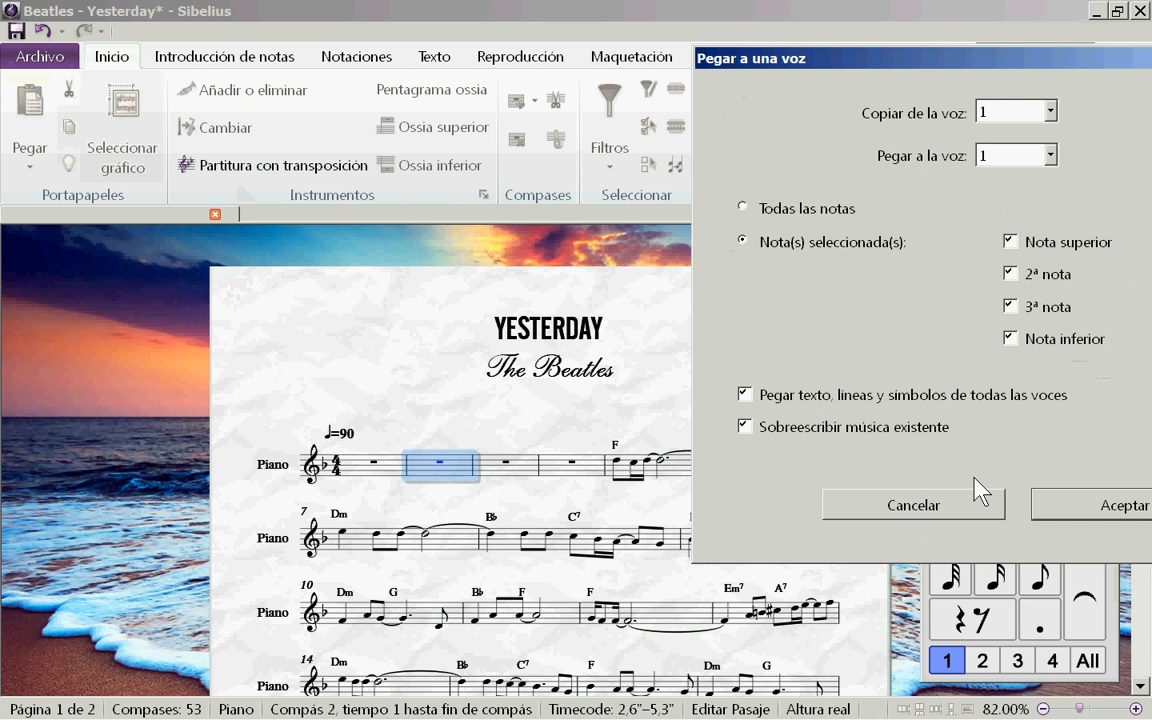 Beatles - Yesterday* - Sibelius
Archivo Inicio Introducción de notas Notaciones Texto Reproducción Maquetación
Pegar
Seleccionar gráfico
Portapapeles
Añadir o eliminar
Cambiar
Partitura con transposición
Pentagrama ossia
Ossia superior
Ossia inferior
Instrumentos
Compases
Filtros
Seleccionar
Pegar a una voz
Copiar de la voz: 1
Pegar a la voz: 1
Todas las notas
Nota(s) seleccionada(s):
Nota superior
2ª nota
3ª nota
Nota inferior
Pegar texto, líneas y símbolos de todas las voces
Sobreescribir música existente
Cancelar
Aceptar
YESTERDAY
The Beatles
♩=90
F
Piano
4
4
7
Dm B♭ C7
Piano
10
Dm G B♭ F F Em7 A7
Piano
14
Dm B♭ C7 F Dm G
Piano
1 2 3 4 All
Página 1 de 2 Compases: 53 Piano Compás 2, tiempo 1 hasta fin de compás Timecode: 2,6"–5,3" Editar Pasaje Altura real 82.00%